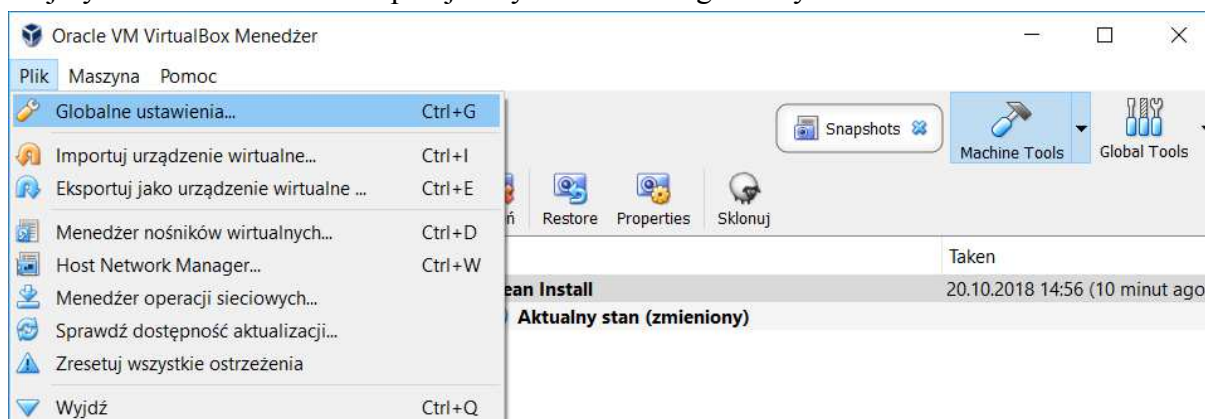 Oracle VM VirtualBox Menedżer
Plik Maszyna Pomoc
Globalne ustawienia... Ctrl+G
Importuj urządzenie wirtualne... Ctrl+I
Eksportuj jako urządzenie wirtualne ... Ctrl+E
Menedżer nośników wirtualnych... Ctrl+D
Host Network Manager... Ctrl+W
Menedżer operacji sieciowych...
Sprawdź dostępność aktualizacji...
Zresetuj wszystkie ostrzeżenia
Wyjdź Ctrl+Q
Snapshots
Machine Tools
Global Tools
Restore Properties Sklonuj
Taken
ean Install 20.10.2018 14:56 (10 minut ago
Aktualny stan (zmieniony)